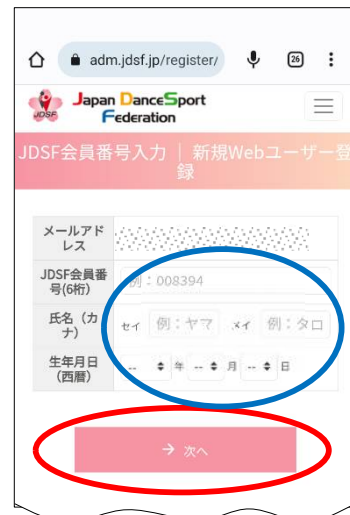 adm.jdsf.jp/register/
26
JDSF
Japan DanceSport
Federation
JDSF会員番号入力 | 新規Webユーザー登
録
メールアド
レス
JDSF会員番
号(6桁)
例：008394
氏名（カ
ナ）
セイ 例：ヤマ メイ 例：タロ
生年月日
（西暦）
-- 年 -- 月 -- 日
→ 次へ